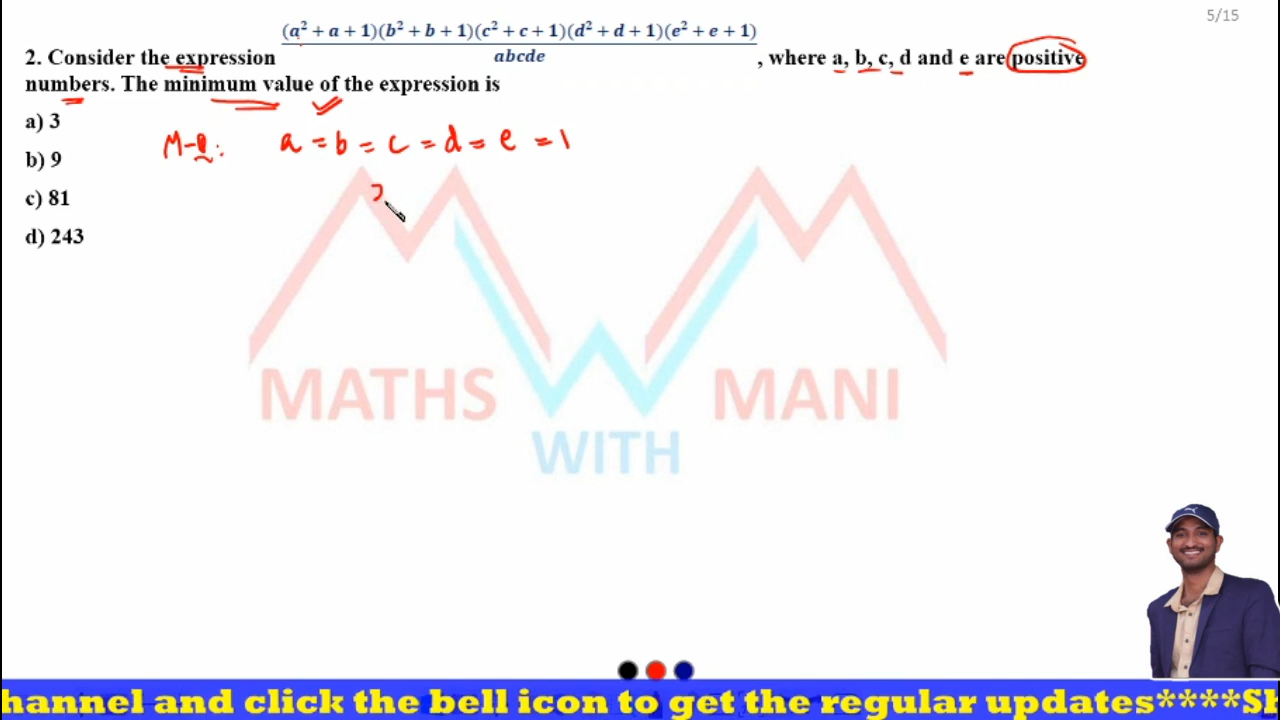 5/15
2. Consider the expression (a² + a + 1)(b² + b + 1)(c² + c + 1)(d² + d + 1)(e² + e + 1) / abcde , where a, b, c, d and e are positive
numbers. The minimum value of the expression is
a) 3
M-1: a = b = c = d = e = 1
b) 9
c) 81
d) 243
MATHS
WITH
MANI
hannel and click the bell icon to get the regular updates****Sh